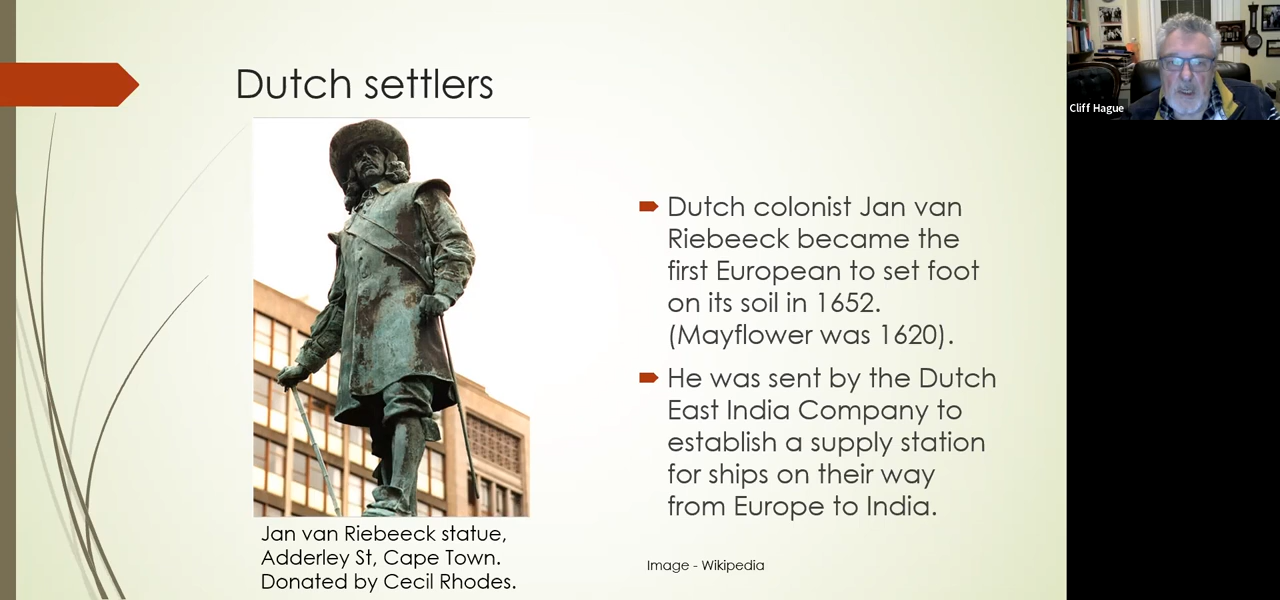 Dutch settlers
Dutch colonist Jan van
Riebeeck became the
first European to set foot
on its soil in 1652.
(Mayflower was 1620).
He was sent by the Dutch
East India Company to
establish a supply station
for ships on their way
from Europe to India.
Jan van Riebeeck statue,
Adderley St, Cape Town.
Donated by Cecil Rhodes.
Image - Wikipedia
Cliff Hague